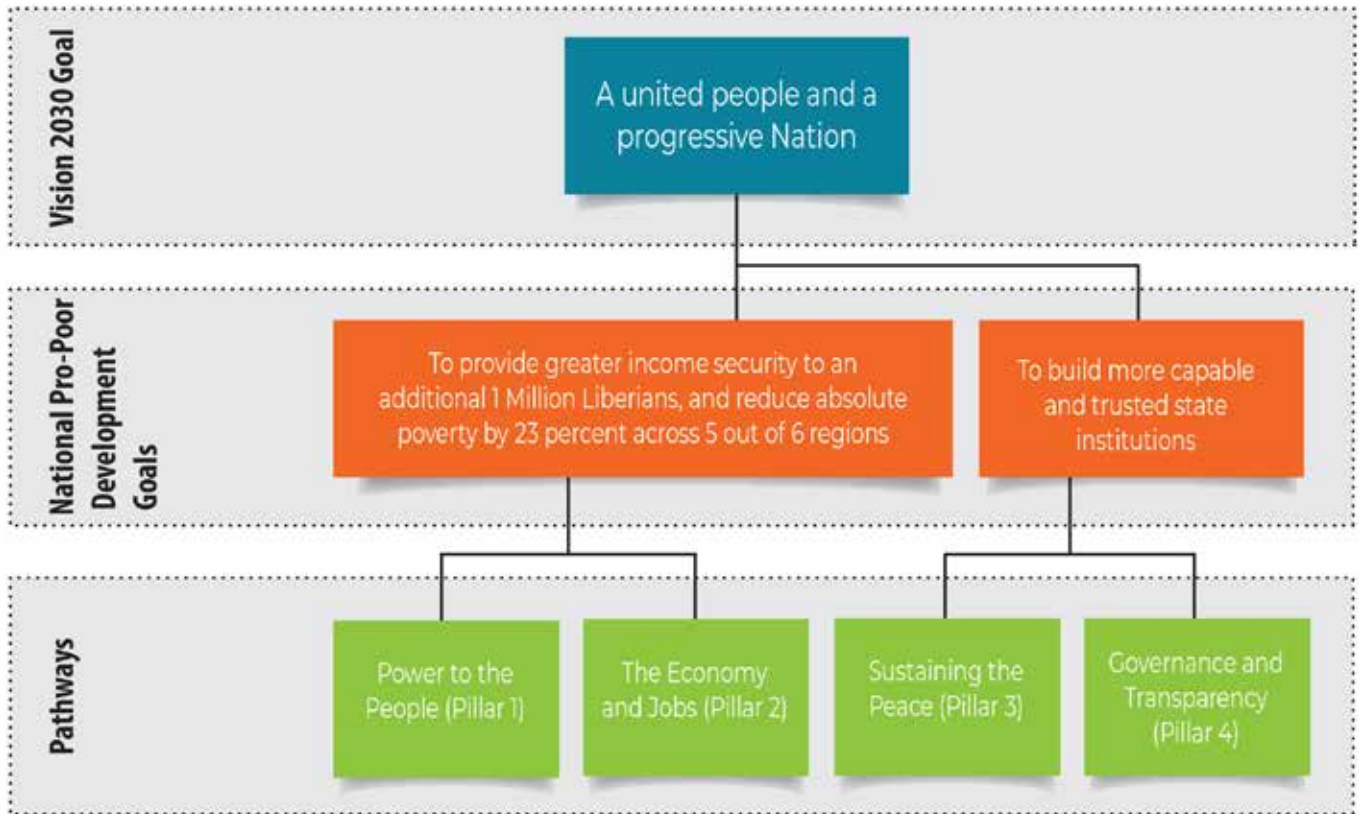 Vision 2030 Goal
A united people and a
progressive Nation
National Pro-Poor
Development
Goals
To provide greater income security to an
additional 1 Million Liberians, and reduce absolute
poverty by 23 percent across 5 out of 6 regions
To build more capable
and trusted state
institutions
Pathways
Power to the
People (Pillar 1)
The Economy
and Jobs (Pillar 2)
Sustaining the
Peace (Pillar 3)
Governance and
Transparency
(Pillar 4)